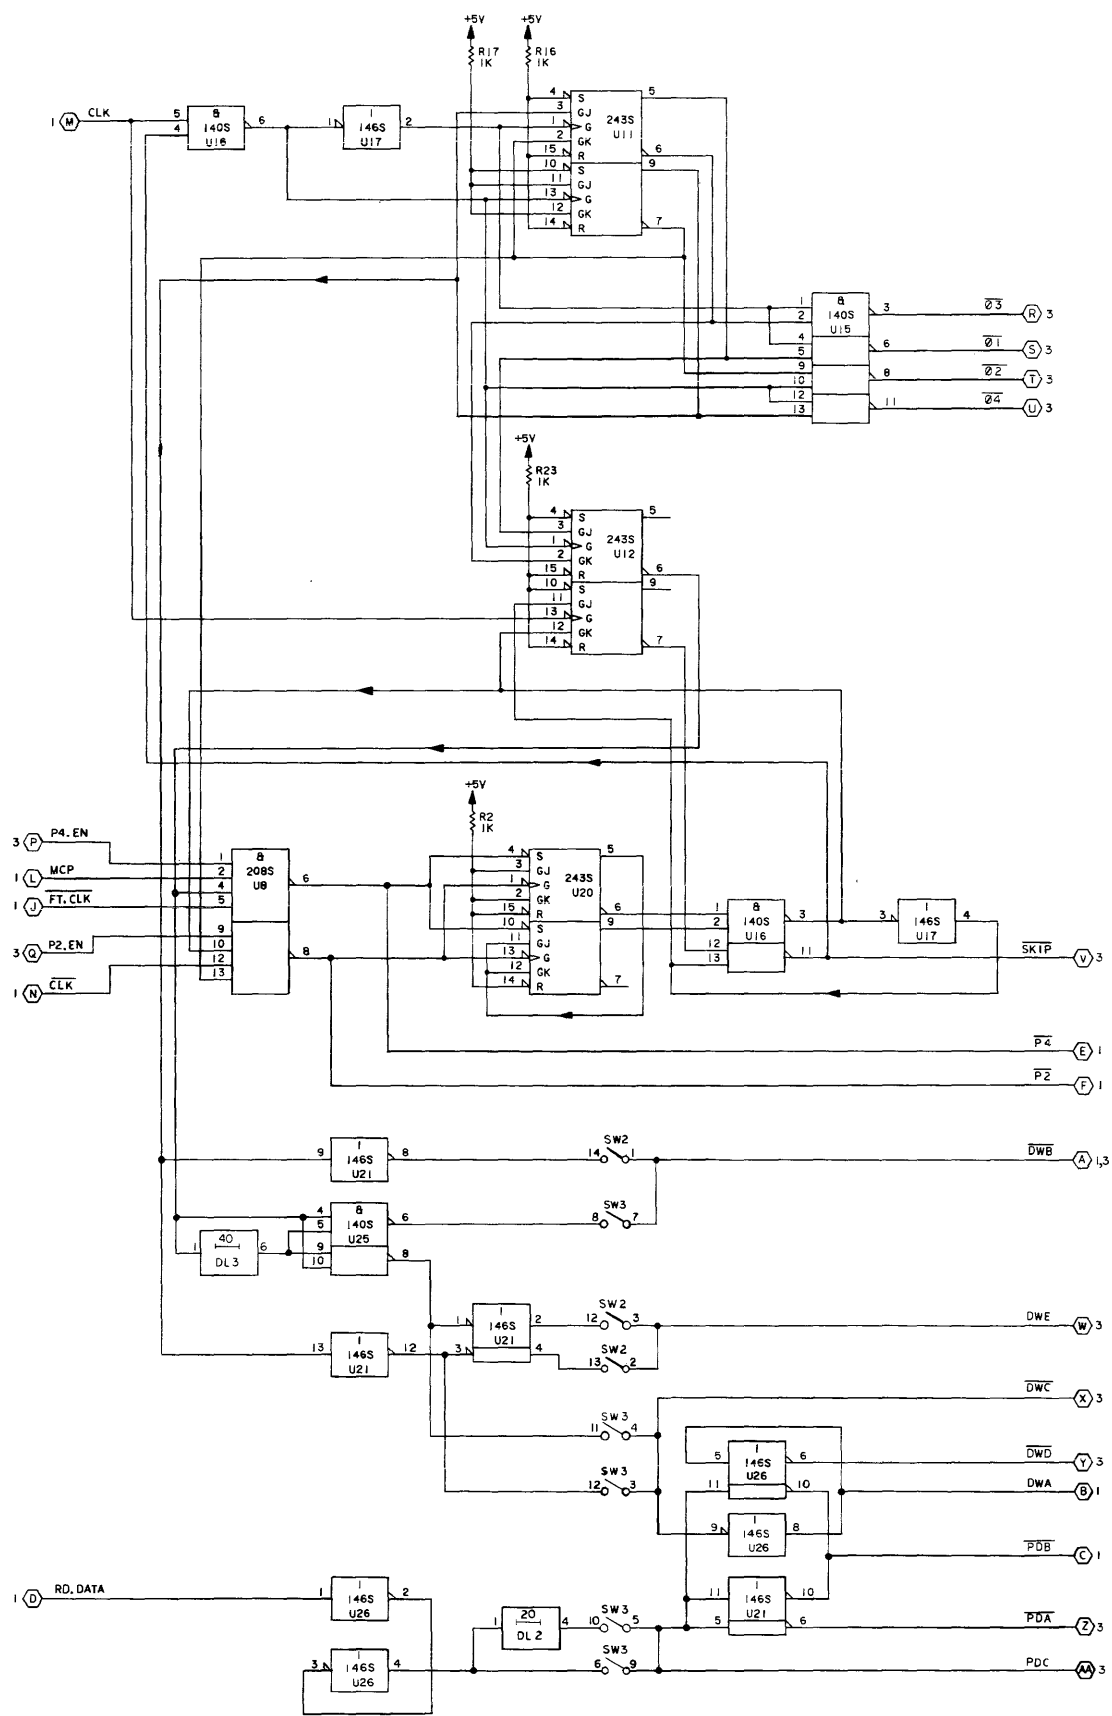 +5V +5V
R17 1K R16 1K
1 M CLK 5 4 & 140S U16 6 1 1 146S U17 2
4 S 243S U11 5
3 GJ
1 G
2 GK
15 R 6
10 S 9
11 GJ
13 G
12 GK
14 R 7
1 & 140S U15 3 Ø3 R 3
2
4 6 Ø1 S 3
5
9 8 Ø2 T 3
10
12 11 Ø4 U 3
13
+5V
R23 1K
4 S 243S U12 5
3 GJ
1 G
2 GK
15 R 6
10 S 9
11 GJ
13 G
12 GK
14 R 7
+5V
R2 1K
3 P P4.EN 1 & 208S U8 6
1 L MCP 2
4
1 J FT.CLK 5
3 Q P2.EN 9 8
10
1 N CLK 12
13
4 S 243S U20 5
3 GJ
1 G
2 GK
15 R 6
10 S 9
11 GJ
13 G
12 GK
14 R 7
1 & 140S U16 3 3 1 146S U17 4
2
12 11 SKIP V 3
13
P4 E 1
P2 F 1
9 1 146S U21 8 14 SW2 1 DWB A 1,3
4 & 140S U25 6 8 SW3 7
5
1 40 DL3 6 9 8
10
1 1 146S U21 2 12 SW2 3 DWE W 3
13 1 146S U21 12 3 4 13 SW2 2
11 SW3 4 DWC X 3
5 1 146S U26 6 DWD Y 3
12 SW3 3 11 10 DWA B 1
9 1 146S U26 8
PDB C 1
1 D RD.DATA 1 1 146S U26 2 11 1 146S U21 10
1 20 DL2 4 10 SW3 5 5 6 PDA Z 3
3 1 146S U26 4 6 SW3 9 PDC AA 3